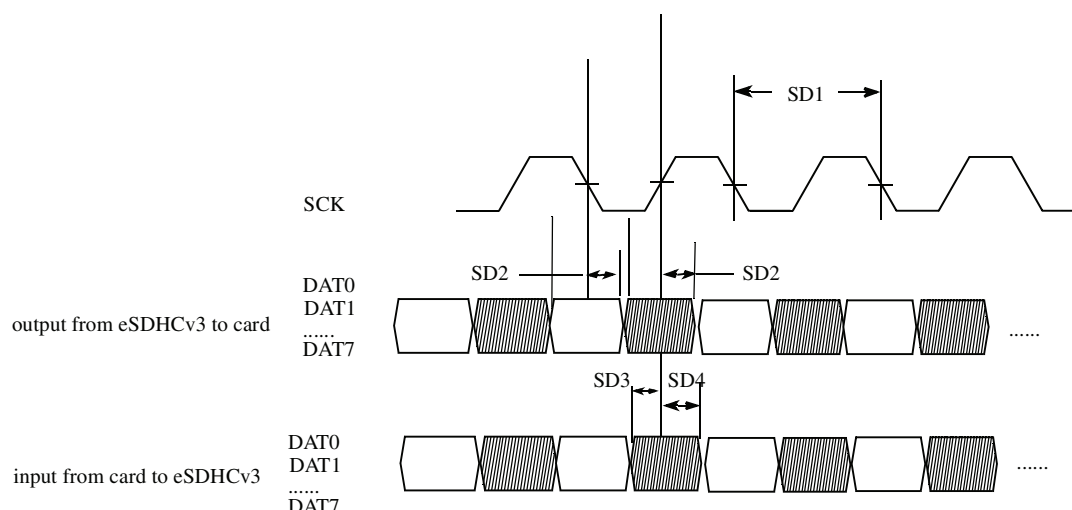 SD1
SCK
SD2
SD2
DAT0
DAT1
output from eSDHCv3 to card
......
DAT7
......
SD3
SD4
DAT0
DAT1
input from card to eSDHCv3
......
DAT7
......